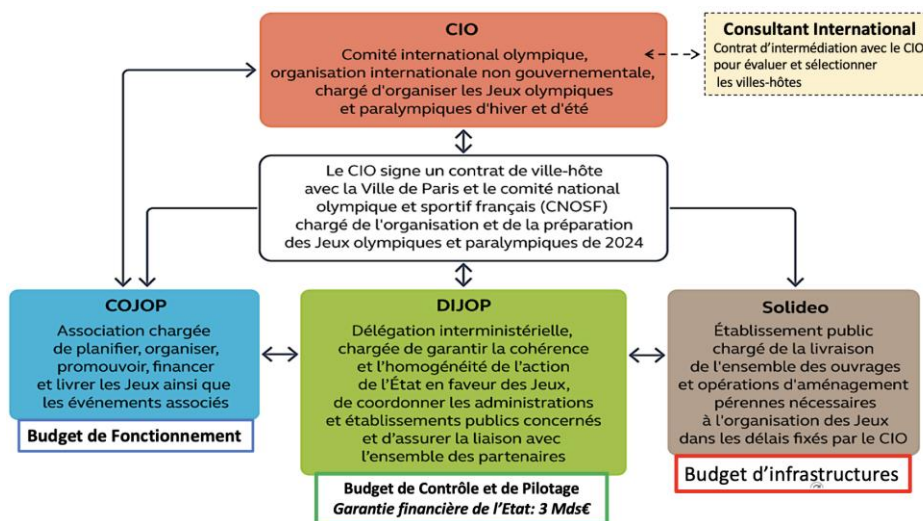 CIO
Comité international olympique,
organisation internationale non gouvernementale,
chargé d'organiser les Jeux olympiques
et paralympiques d'hiver et d'été
Consultant International
Contrat d'intermédiation avec le CIO
pour évaluer et sélectionner
les villes-hôtes
Le CIO signe un contrat de ville-hôte
avec la Ville de Paris et le comité national
olympique et sportif français (CNOSF)
chargé de l'organisation et de la préparation
des Jeux olympiques et paralympiques de 2024
COJOP
Association chargée
de planifier, organiser,
promouvoir, financer
et livrer les Jeux ainsi que
les événements associés
Budget de Fonctionnement
DIJOP
Délégation interministérielle,
chargée de garantir la cohérence
et l'homogénéité de l'action
de l'État en faveur des Jeux,
de coordonner les administrations
et établissements publics concernés
et d'assurer la liaison avec
l'ensemble des partenaires
Budget de Contrôle et de Pilotage
Garantie financière de l'Etat: 3 Mds€
Solideo
Établissement public
chargé de la livraison
de l'ensemble des ouvrages
et opérations d'aménagement
pérennes nécessaires
à l'organisation des Jeux
dans les délais fixés par le CIO
Budget d'infrastructures